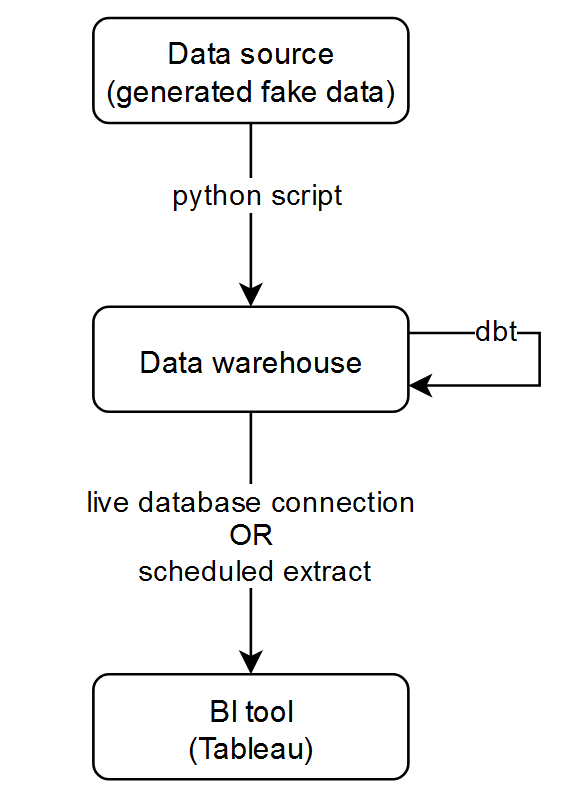 Data source
(generated fake data)
python script
Data warehouse
dbt
live database connection
OR
scheduled extract
BI tool
(Tableau)